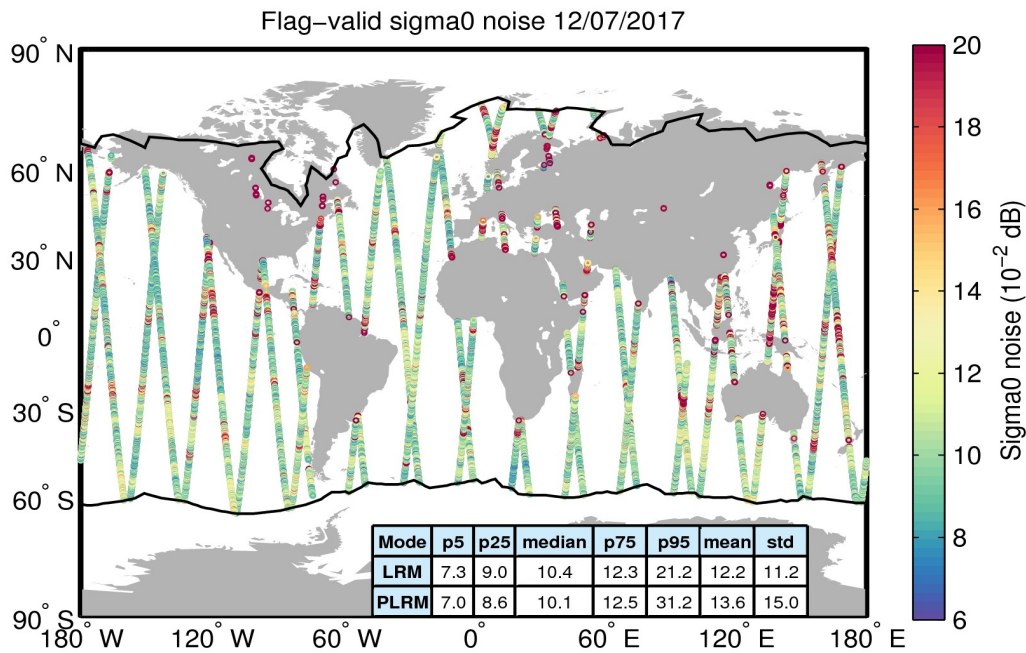 Flag-valid sigma0 noise 12/07/2017
90° N
60° N
30° N
0°
30° S
60° S
90° S
180° W
120° W
60° W
0°
60° E
120° E
180° E
Mode p5 p25 median p75 p95 mean std
LRM 7.3 9.0 10.4 12.3 21.2 12.2 11.2
PLRM 7.0 8.6 10.1 12.5 31.2 13.6 15.0
20
18
16
14
12
10
8
6
Sigma0 noise (10⁻² dB)